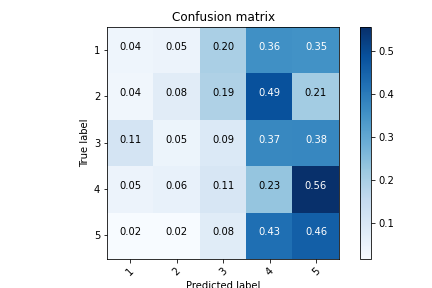 Confusion matrix
1 0.04 0.05 0.20 0.36 0.35
2 0.04 0.08 0.19 0.49 0.21
3 0.11 0.05 0.09 0.37 0.38
4 0.05 0.06 0.11 0.23 0.56
5 0.02 0.02 0.08 0.43 0.46
True label
1 2 3 4 5
Predicted label
0.5
0.4
0.3
0.2
0.1